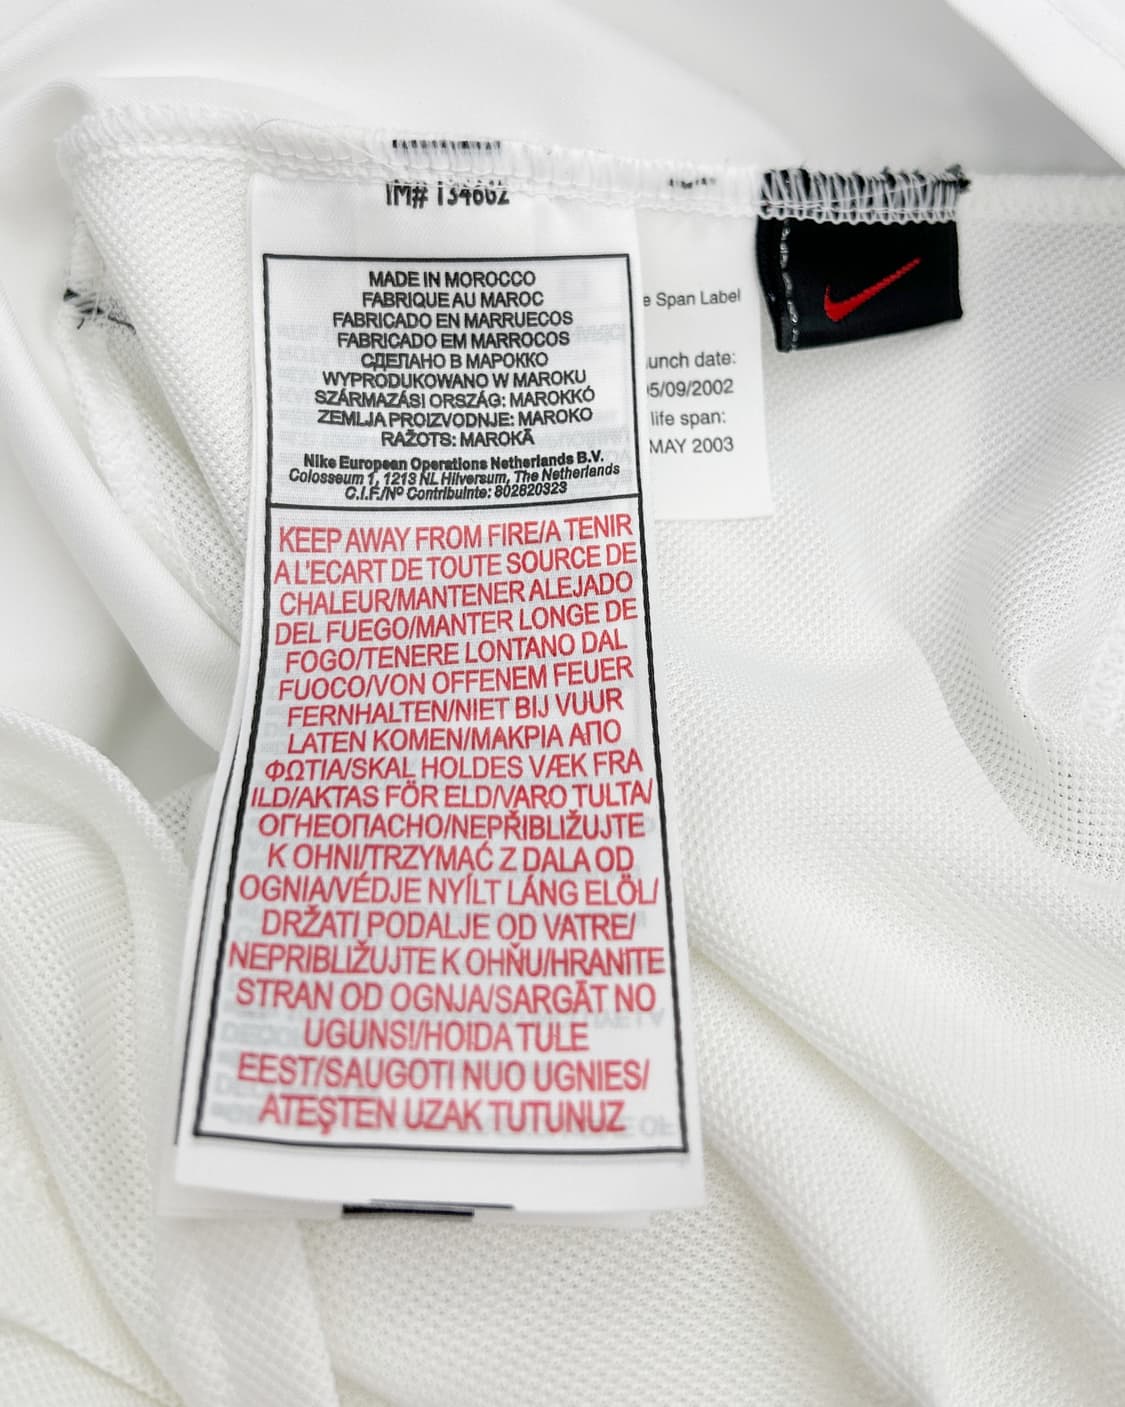 IM# 134662
MADE IN MOROCCO
FABRIQUE AU MAROC
FABRICADO EN MARRUECOS
FABRICADO EM MARROCOS
СДЕЛАНО В МАРОККО
WYPRODUKOWANO W MAROKU
SZÁRMAZÁSI ORSZÁG: MAROKKÓ
ZEMLJA PROIZVODNJE: MAROKO
RAŽOTS: MAROKĀ
Nike European Operations Netherlands B.V.
Colosseum 1, 1213 NL Hilversum, The Netherlands
C.I.F./Nº Contribuinte: 802820323
KEEP AWAY FROM FIRE/A TENIR
A L'ECART DE TOUTE SOURCE DE
CHALEUR/MANTENER ALEJADO
DEL FUEGO/MANTER LONGE DE
FOGO/TENERE LONTANO DAL
FUOCO/VON OFFENEM FEUER
FERNHALTEN/NIET BIJ VUUR
LATEN KOMEN/ΜΑΚΡΙΑ ΑΠΟ
ΦΩΤΙΑ/SKAL HOLDES VÆK FRA
ILD/AKTAS FÖR ELD/VARO TULTA/
ОГНЕОПАСНО/NEPŘIBLIŽUJTE
K OHNI/TRZYMAĆ Z DALA OD
OGNIA/VÉDJE NYÍLT LÁNG ELÖL/
DRŽATI PODALJE OD VATRE/
NEPRIBLIŽUJTE K OHŇU/HRANITE
STRAN OD OGNJA/SARGĀT NO
UGUNS!/HOIDA TULE
EEST/SAUGOTI NUO UGNIES/
ATEŞTEN UZAK TUTUNUZ
e Span Label
unch date:
05/09/2002
life span:
MAY 2003